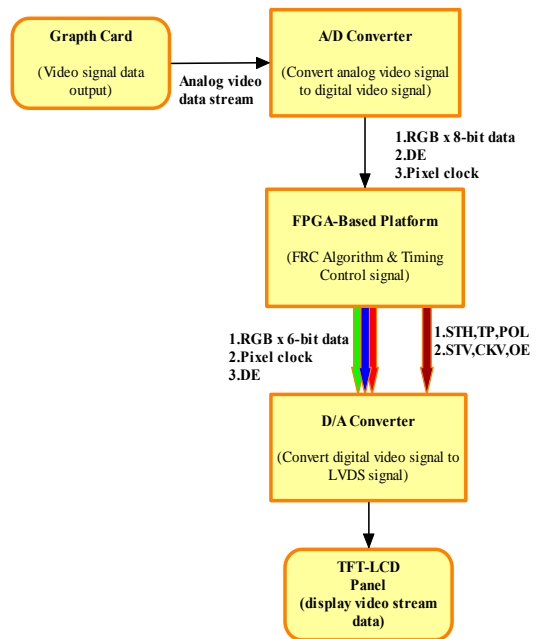 Grapth Card
(Video signal data
output)
Analog video
data stream
A/D Converter
(Convert analog video signal
to digital video signal)
1.RGB x 8-bit data
2.DE
3.Pixel clock
FPGA-Based Platform
(FRC Algorithm & Timing
Control signal)
1.RGB x 6-bit data
2.Pixel clock
3.DE
1.STH,TP,POL
2.STV,CKV,OE
D/A Converter
(Convert digital video signal to
LVDS signal)
TFT-LCD
Panel
(display video stream
data)